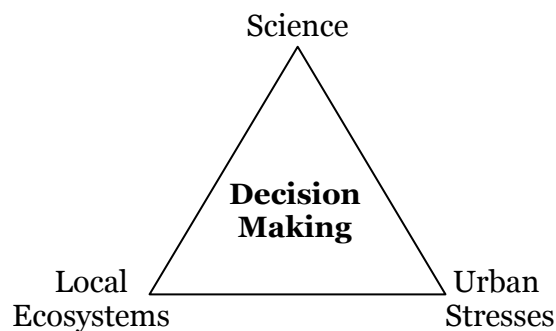 Science
Decision
Making
Local
Ecosystems
Urban
Stresses